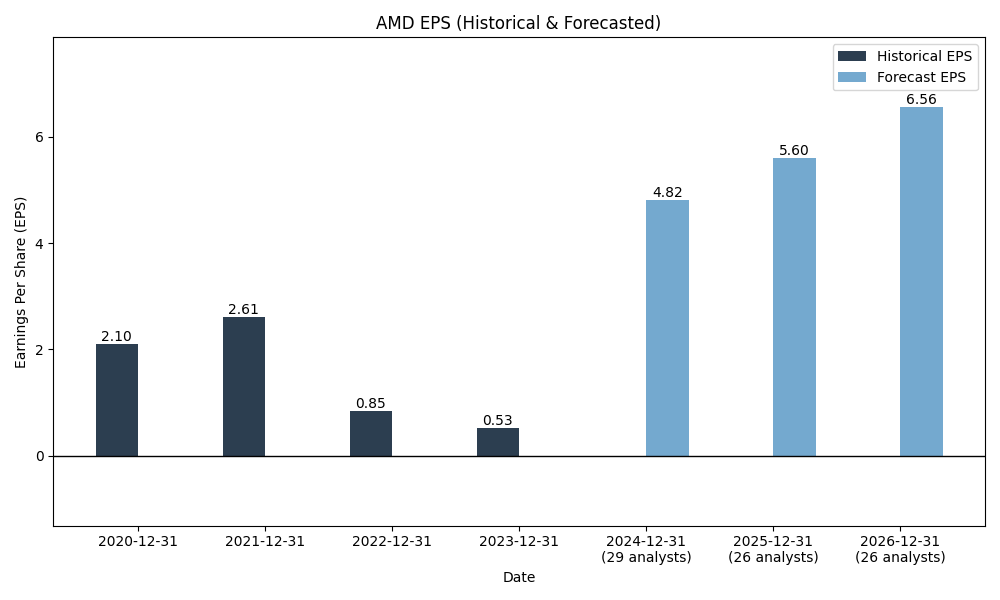 AMD EPS (Historical & Forecasted)
Historical EPS
Forecast EPS
Earnings Per Share (EPS)
6
4
2
0
2.10
2.61
0.85
0.53
4.82
5.60
6.56
2020-12-31
2021-12-31
2022-12-31
2023-12-31
2024-12-31
(29 analysts)
2025-12-31
(26 analysts)
2026-12-31
(26 analysts)
Date